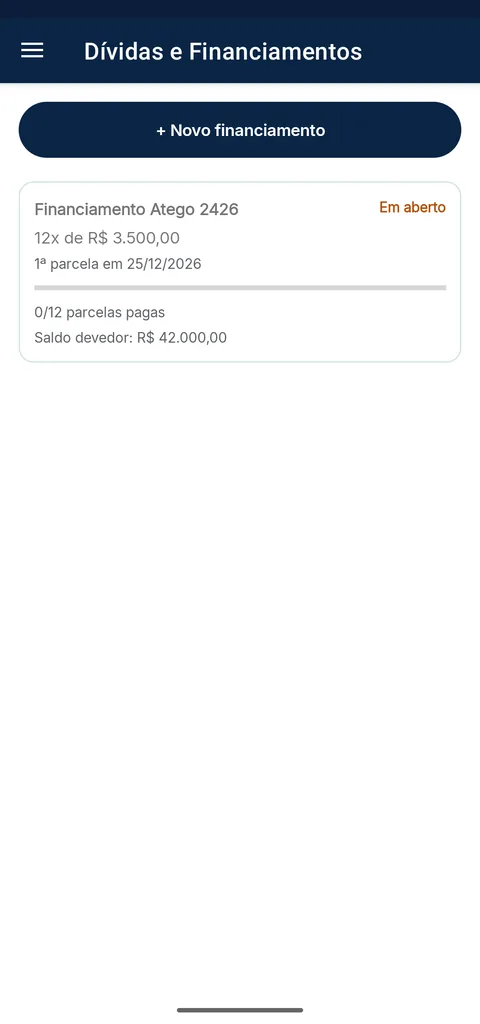 Dívidas e Financiamentos
+ Novo financiamento
Financiamento Atego 2426
Em aberto
12x de R$ 3.500,00
1ª parcela em 25/12/2026
0/12 parcelas pagas
Saldo devedor: R$ 42.000,00